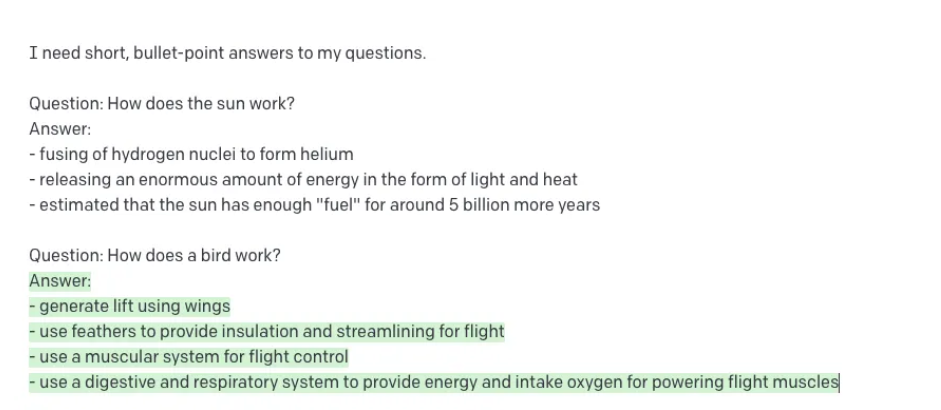 I need short, bullet-point answers to my questions.
Question: How does the sun work?
Answer:
- fusing of hydrogen nuclei to form helium
- releasing an enormous amount of energy in the form of light and heat
- estimated that the sun has enough "fuel" for around 5 billion more years
Question: How does a bird work?
Answer:
- generate lift using wings
- use feathers to provide insulation and streamlining for flight
- use a muscular system for flight control
- use a digestive and respiratory system to provide energy and intake oxygen for powering flight muscles